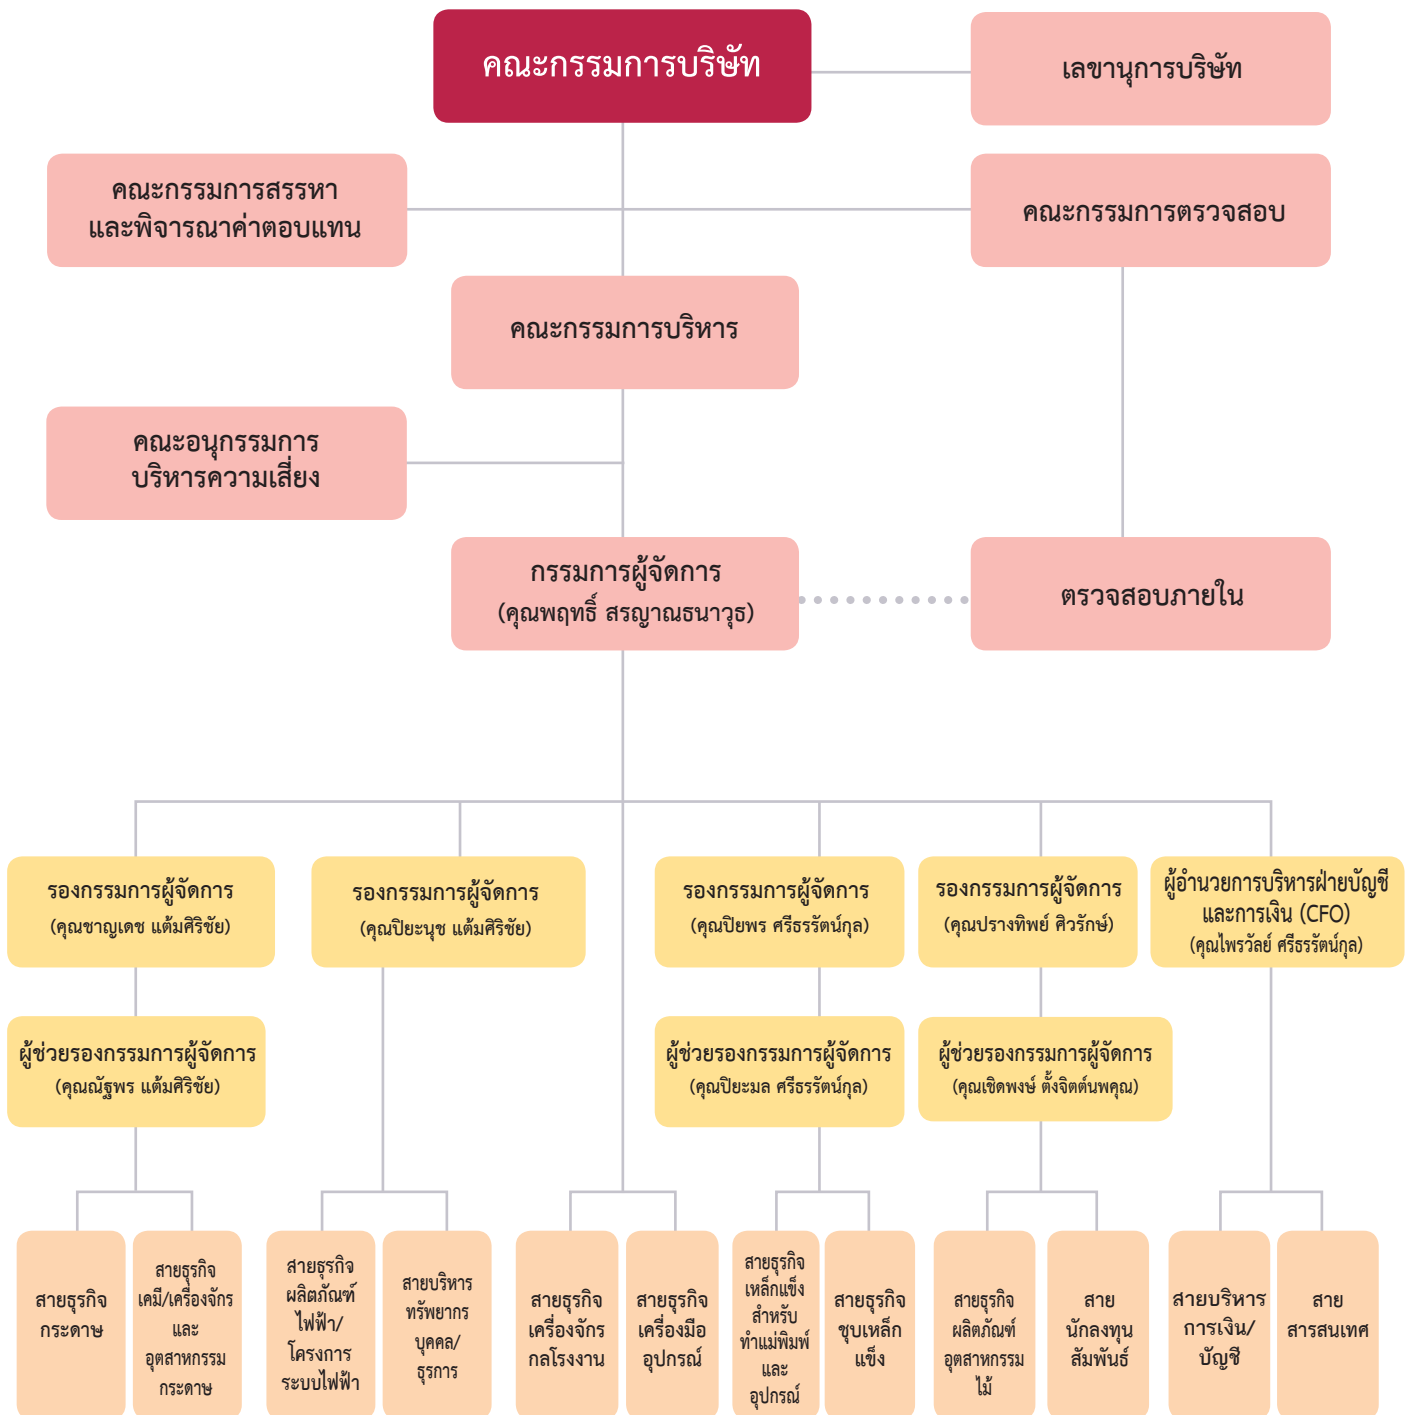 คณะกรรมการบริษัท
เลขานุการบริษัท
คณะกรรมการสรรหา
และพิจารณาค่าตอบแทน
คณะกรรมการตรวจสอบ
คณะกรรมการบริหาร
คณะอนุกรรมการ
บริหารความเสี่ยง
กรรมการผู้จัดการ
(คุณพฤทธิ์ สรญาณธนาวุธ)
ตรวจสอบภายใน
รองกรรมการผู้จัดการ
(คุณชาญเดช แต้มศิริชัย)
รองกรรมการผู้จัดการ
(คุณปิยะนุช แต้มศิริชัย)
รองกรรมการผู้จัดการ
(คุณปิยพร ศรีธรรัตน์กุล)
รองกรรมการผู้จัดการ
(คุณปรางทิพย์ ศิวรักษ์)
ผู้อำนวยการบริหารฝ่ายบัญชี
และการเงิน (CFO)
(คุณไพรวัลย์ ศรีธรรัตน์กุล)
ผู้ช่วยรองกรรมการผู้จัดการ
(คุณณัฐพร แต้มศิริชัย)
ผู้ช่วยรองกรรมการผู้จัดการ
(คุณปิยะมล ศรีธรรัตน์กุล)
ผู้ช่วยรองกรรมการผู้จัดการ
(คุณเชิดพงษ์ ตั้งจิตต์นพคุณ)
สายธุรกิจ
กระดาษ
สายธุรกิจ
เคมี/เครื่องจักร
และ
อุตสาหกรรม
กระดาษ
สายธุรกิจ
ผลิตภัณฑ์
ไฟฟ้า/
โครงการ
ระบบไฟฟ้า
สายบริหาร
ทรัพยากร
บุคคล/
ธุรการ
สายธุรกิจ
เครื่องจักร
กลโรงงาน
สายธุรกิจ
เครื่องมือ
อุปกรณ์
สายธุรกิจ
เหล็กแข็ง
สำหรับ
ทำแม่พิมพ์
และ
อุปกรณ์
สายธุรกิจ
ชุบเหล็ก
แข็ง
สายธุรกิจ
ผลิตภัณฑ์
อุตสาหกรรม
ไม้
สาย
นักลงทุน
สัมพันธ์
สายบริหาร
การเงิน/
บัญชี
สาย
สารสนเทศ